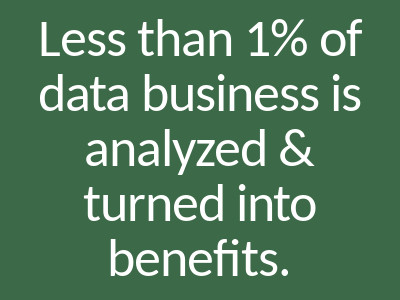 Less than 1% of
data business is
analyzed &
turned into
benefits.